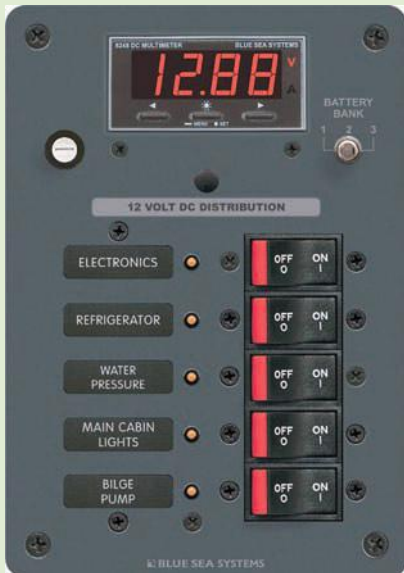 8248 DC MULTIMETER BLUE SEA SYSTEMS
12.88 V
A
MENU SET
BATTERY
BANK
1 2 3
12 VOLT DC DISTRIBUTION
ELECTRONICS
OFF ON
O I
REFRIGERATOR
OFF ON
O I
WATER
PRESSURE
OFF ON
O I
MAIN CABIN
LIGHTS
OFF ON
O I
BILGE
PUMP
OFF ON
O I
BLUE SEA SYSTEMS